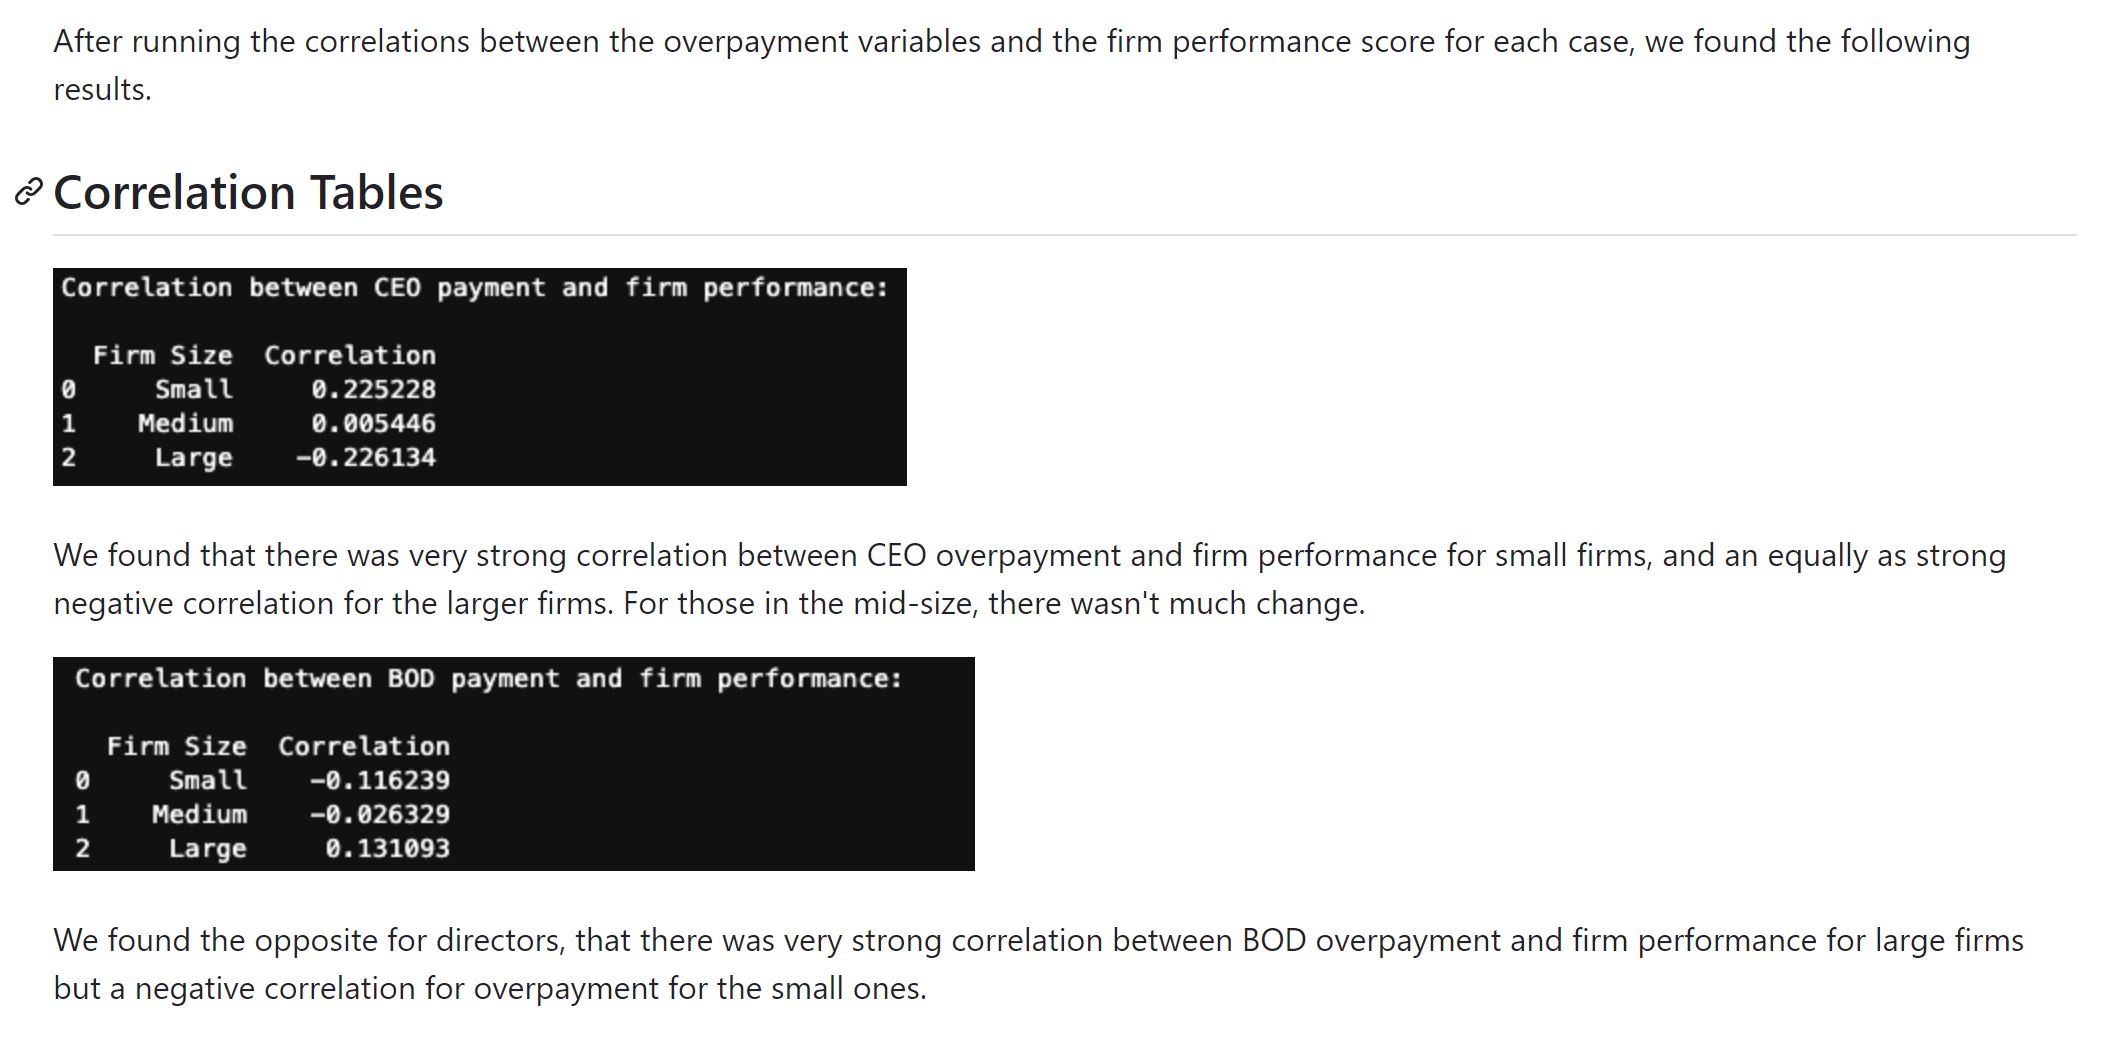 After running the correlations between the overpayment variables and the firm performance score for each case, we found the following
results.
Correlation Tables
Correlation between CEO payment and firm performance:
Firm Size Correlation
0 Small 0.225228
1 Medium 0.005446
2 Large -0.226134
We found that there was very strong correlation between CEO overpayment and firm performance for small firms, and an equally as strong
negative correlation for the larger firms. For those in the mid-size, there wasn't much change.
Correlation between BOD payment and firm performance:
Firm Size Correlation
0 Small -0.116239
1 Medium -0.026329
2 Large 0.131093
We found the opposite for directors, that there was very strong correlation between BOD overpayment and firm performance for large firms
but a negative correlation for overpayment for the small ones.